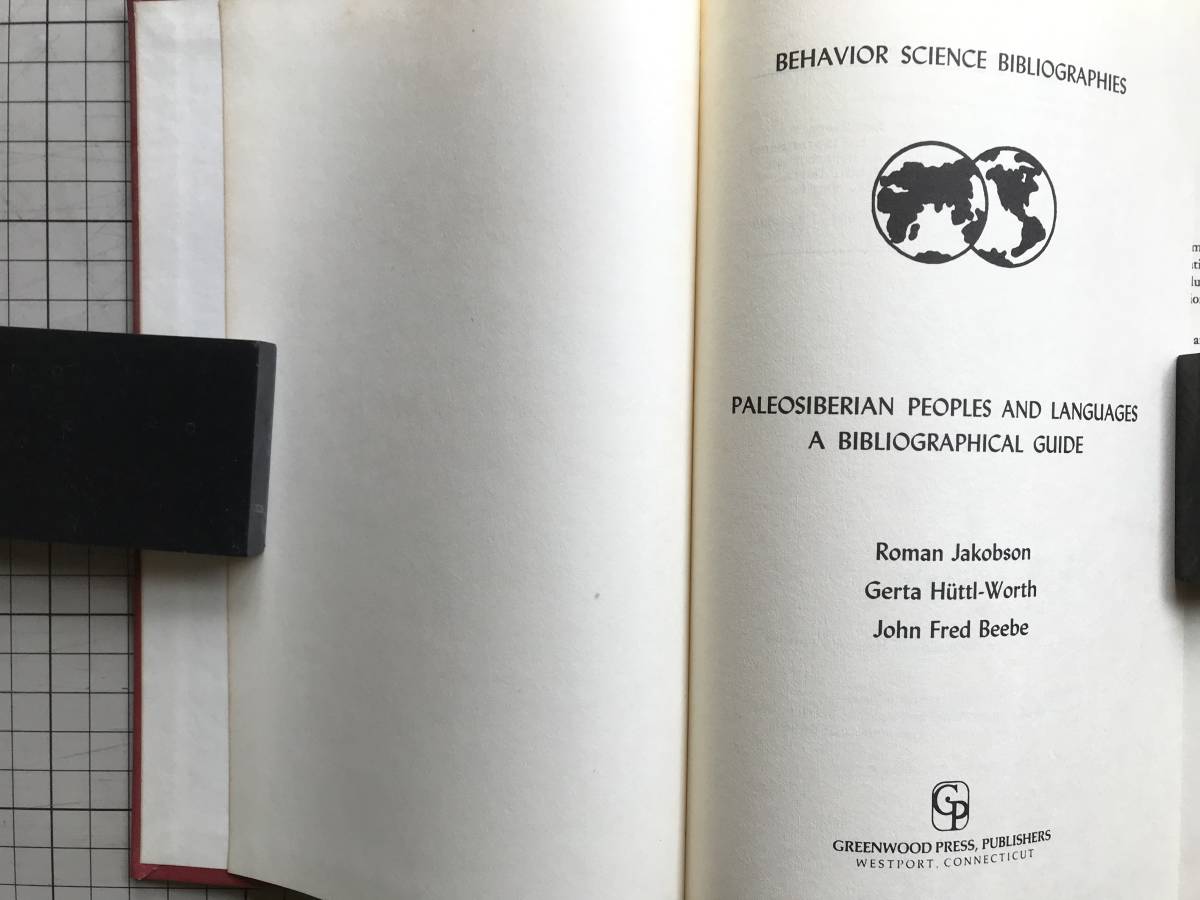 BEHAVIOR SCIENCE BIBLIOGRAPHIES
PALEOSIBERIAN PEOPLES AND LANGUAGES
A BIBLIOGRAPHICAL GUIDE
Roman Jakobson
Gerta Hüttl-Worth
John Fred Beebe
GP
GREENWOOD PRESS, PUBLISHERS
WESTPORT, CONNECTICUT